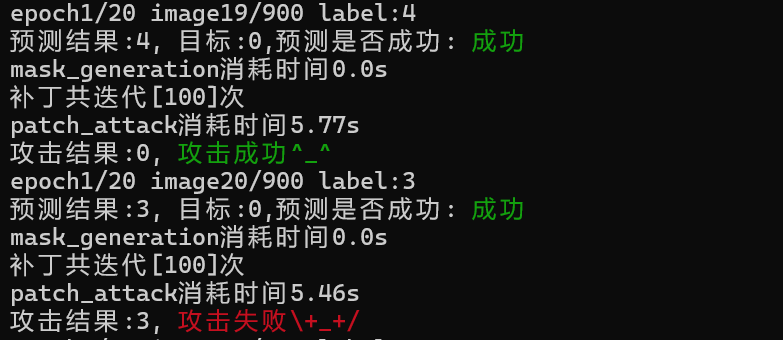 epoch1/20 image19/900 label:4
预测结果:4, 目标:0,预测是否成功: 成功
mask_generation消耗时间0.0s
补丁共迭代[100]次
patch_attack消耗时间5.77s
攻击结果:0, 攻击成功^_^
epoch1/20 image20/900 label:3
预测结果:3, 目标:0,预测是否成功: 成功
mask_generation消耗时间0.0s
补丁共迭代[100]次
patch_attack消耗时间5.46s
攻击结果:3, 攻击失败\+_+/